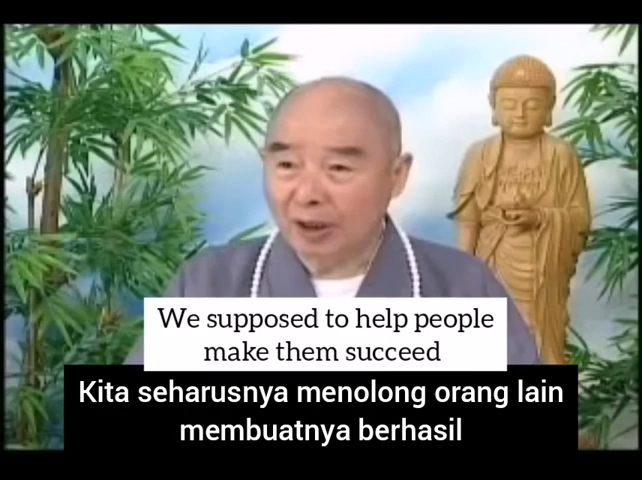 We supposed to help people
make them succeed
Kita seharusnya menolong orang lain
membuatnya berhasil